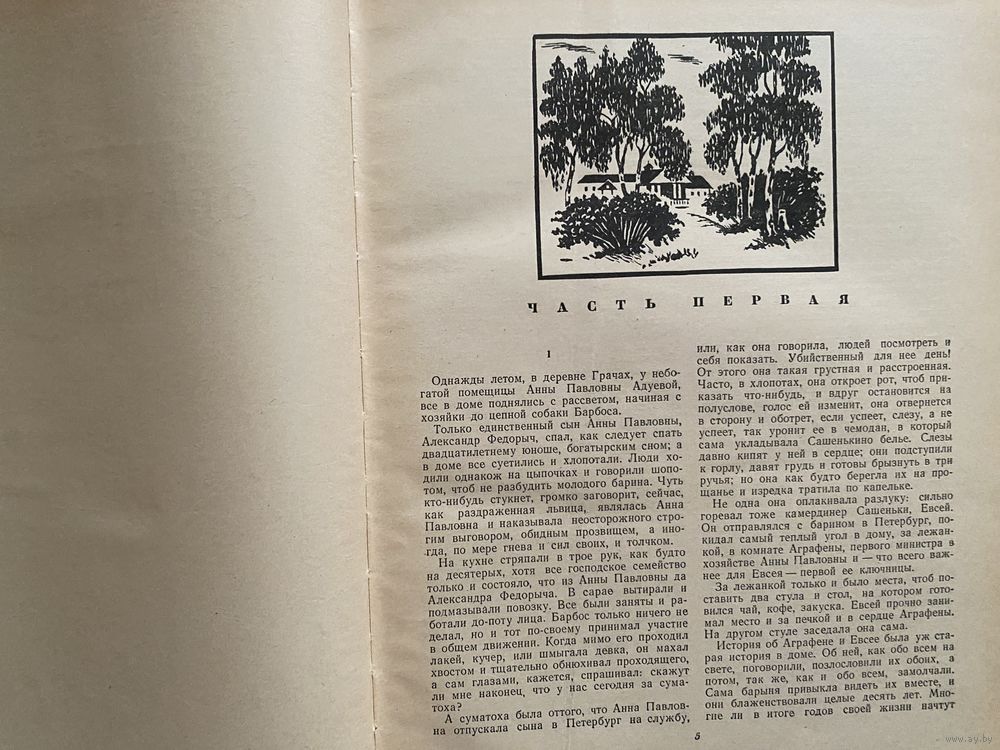 ЧАСТЬ ПЕРВАЯ
1
Однажды летом, в деревне Грачах, у небо-
гатой помещицы Анны Павловны Адуевой,
все в доме поднялись с рассветом, начиная с
хозяйки до цепной собаки Барбоса.
Только единственный сын Анны Павловны,
Александр Федорыч, спал, как следует спать
двадцатилетнему юноше, богатырским сном; а
в доме все суетились и хлопотали. Люди хо-
дили однакож на цыпочках и говорили шопо-
том, чтоб не разбудить молодого барина. Чуть
кто-нибудь стукнет, громко заговорит, сейчас,
как раздраженная львица, являлась Анна
Павловна и наказывала неосторожного стро-
гим выговором, обидным прозвищем, а ино-
гда, по мере гнева и сил своих, и толчком.
На кухне стряпали в трое рук, как будто
на десятерых, хотя все господское семейство
только и состояло, что из Анны Павловны да
Александра Федорыча. В сарае вытирали и
подмазывали повозку. Все были заняты и ра-
ботали до-поту лица. Барбос только ничего не
делал, но и тот по-своему принимал участие
в общем движении. Когда мимо его проходил
лакей, кучер, или шмыгала девка, он махал
хвостом и тщательно обнюхивал проходящего,
а сам глазами, кажется, спрашивал: скажут
ли мне наконец, что у нас сегодня за сума-
тоха?
А суматоха была оттого, что Анна Павлов-
на отпускала сына в Петербург на службу,
или, как она говорила, людей посмотреть и
себя показать. Убийственный для нее день!
От этого она такая грустная и расстроенная.
Часто, в хлопотах, она откроет рот, чтоб при-
казать что-нибудь, и вдруг остановится на
полуслове, голос ей изменит, она отвернется
в сторону и оботрет, если успеет, слезу, а не
успеет, так уронит ее в чемодан, в который
сама укладывала Сашенькино белье. Слезы
давно кипят у ней в сердце; они подступили
к горлу, давят грудь и готовы брызнуть в три
ручья; но она как будто берегла их на про-
щанье и изредка тратила по капельке.
Не одна она оплакивала разлуку: сильно
горевал тоже камердинер Сашеньки, Евсей.
Он отправлялся с барином в Петербург, по-
кидал самый теплый угол в дому, за лежан-
кой, в комнате Аграфены, первого министра в
хозяйстве Анны Павловны и — что всего важ-
нее для Евсея — первой ее ключницы.
За лежанкой только и было места, чтоб по-
ставить два стула и стол, на котором гото-
вился чай, кофе, закуска. Евсей прочно зани-
мал место и за печкой и в сердце Аграфены.
На другом стуле заседала она сама.
История об Аграфене и Евсее была уж ста-
рая история в доме. Об ней, как обо всем на
свете, поговорили, позлословили их обоих, а
потом, так же, как и обо всем, замолчали.
Сама барыня привыкла видеть их вместе, и
они блаженствовали целые десять лет. Мно-
гие ли в итоге годов своей жизни начтут
5
www.ay.by